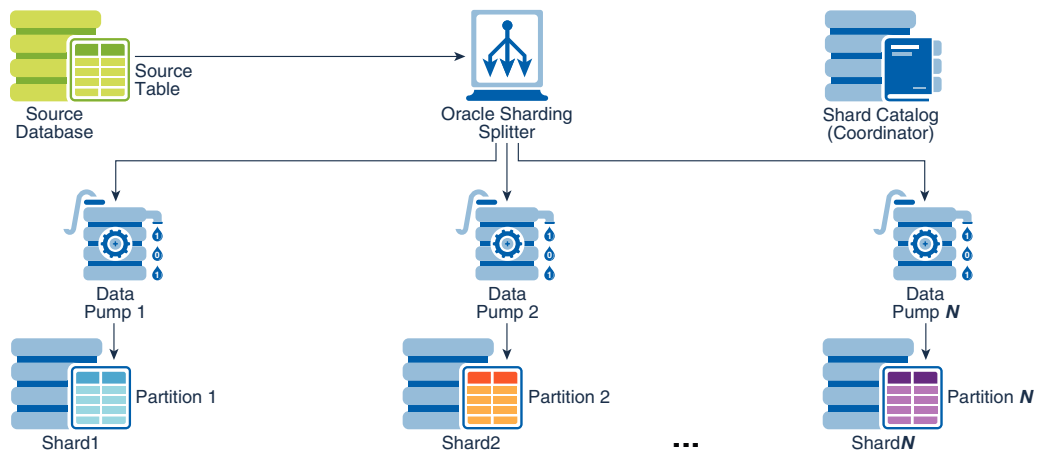 Source
Table
Source
Database
Oracle Sharding
Splitter
Shard Catalog
(Coordinator)
1
0
1
1
0
1
1
0
1
Data
Pump 1
Data
Pump 2
Data
Pump N
Partition 1
Partition 2
Partition N
Shard1
Shard2
...
ShardN